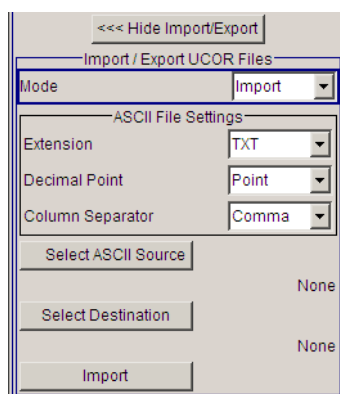 <<< Hide Import/Export
Import / Export UCOR Files
Mode Import
ASCII File Settings
Extension TXT
Decimal Point Point
Column Separator Comma
Select ASCII Source
None
Select Destination
None
Import